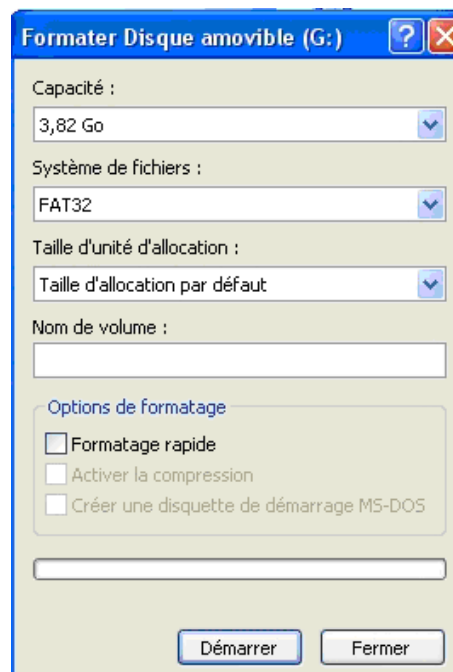 Formater Disque amovible (G:)
Capacité :
3,82 Go
Système de fichiers :
FAT32
Taille d'unité d'allocation :
Taille d'allocation par défaut
Nom de volume :
Options de formatage
Formatage rapide
Activer la compression
Créer une disquette de démarrage MS-DOS
Démarrer Fermer